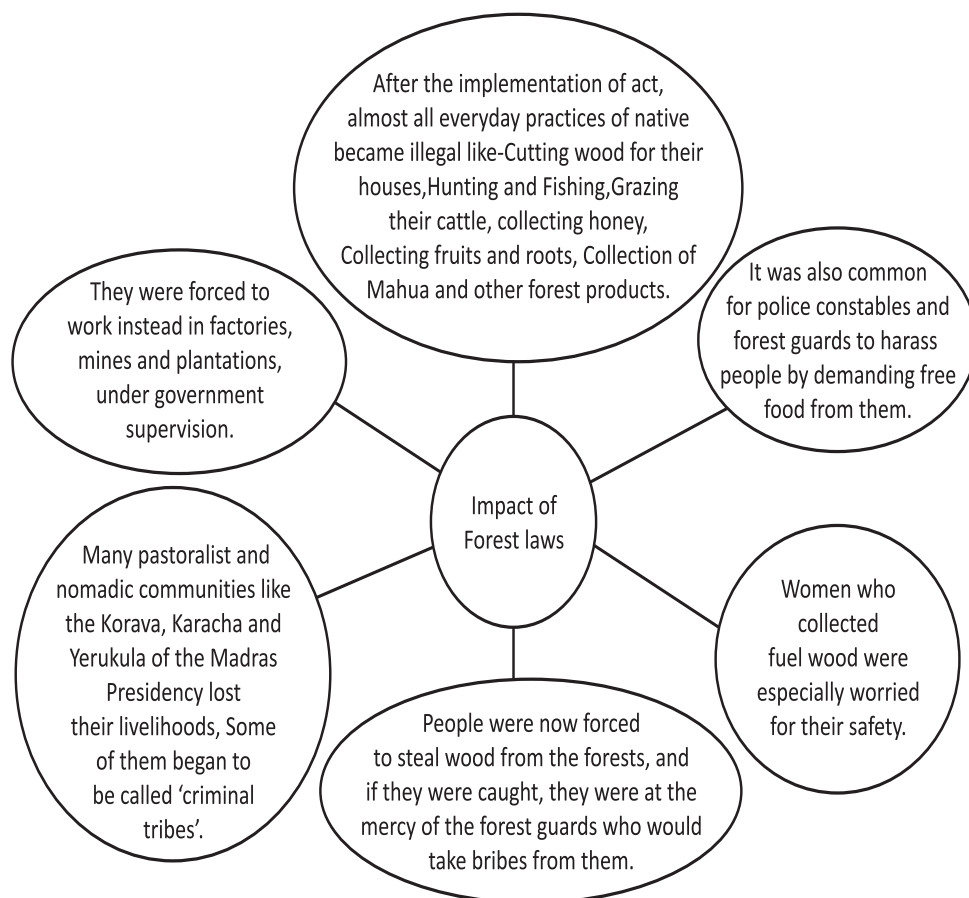 After the implementation of act,
almost all everyday practices of native
became illegal like-Cutting wood for their
houses,Hunting and Fishing,Grazing
their cattle, collecting honey,
Collecting fruits and roots, Collection of
Mahua and other forest products.
It was also common
for police constables and
forest guards to harass
people by demanding free
food from them.
They were forced to
work instead in factories,
mines and plantations,
under government
supervision.
Impact of
Forest laws
Many pastoralist and
nomadic communities like
the Korava, Karacha and
Yerukula of the Madras
Presidency lost
their livelihoods, Some
of them began to
be called ‘criminal
tribes’.
Women who
collected
fuel wood were
especially worried
for their safety.
People were now forced
to steal wood from the forests, and
if they were caught, they were at the
mercy of the forest guards who would
take bribes from them.